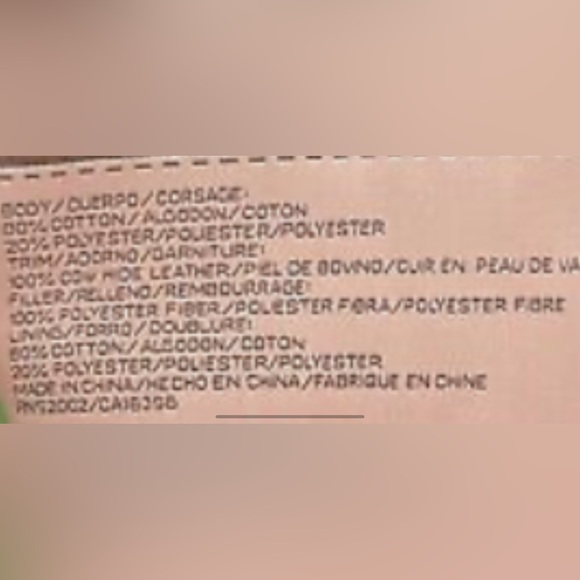 BODY/CUERPO/CORSAGE:
80% COTTON/ALGODON/COTON
20% POLYESTER/POLIESTER/POLYESTER
TRIM/ADORNO/GARNITURE:
100% COW HIDE LEATHER/PIEL DE BOVINO/CUIR EN PEAU DE VA
FILLER/RELLENO/REMBOURRAGE:
100% POLYESTER FIBER/POLIESTER FIBRA/POLYESTER FIBRE
LINING/FORRO/DOUBLURE:
80% COTTON/ALGODON/COTON
20% POLYESTER/POLIESTER/POLYESTER
MADE IN CHINA/HECHO EN CHINA/FABRIQUE EN CHINE